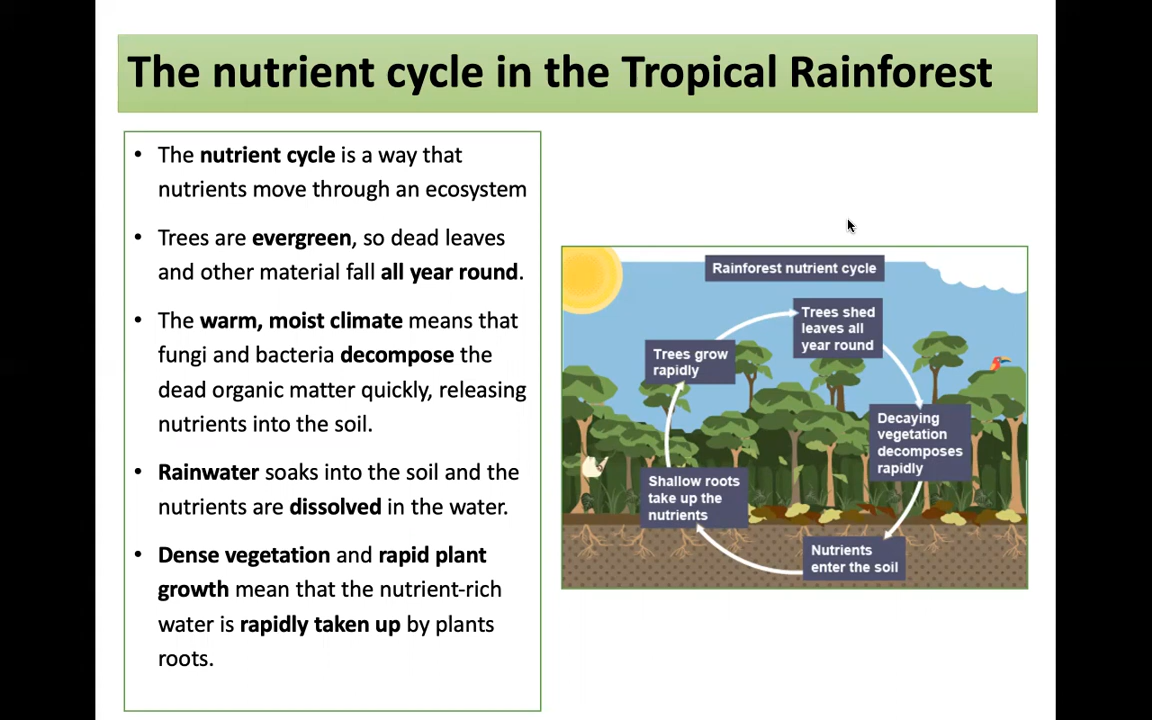 The nutrient cycle in the Tropical Rainforest
• The nutrient cycle is a way that
nutrients move through an ecosystem
• Trees are evergreen, so dead leaves
and other material fall all year round.
• The warm, moist climate means that
fungi and bacteria decompose the
dead organic matter quickly, releasing
nutrients into the soil.
• Rainwater soaks into the soil and the
nutrients are dissolved in the water.
• Dense vegetation and rapid plant
growth mean that the nutrient-rich
water is rapidly taken up by plants
roots.
Rainforest nutrient cycle
Trees shed
leaves all
year round
Decaying
vegetation
decomposes
rapidly
Nutrients
enter the soil
Shallow roots
take up the
nutrients
Trees grow
rapidly